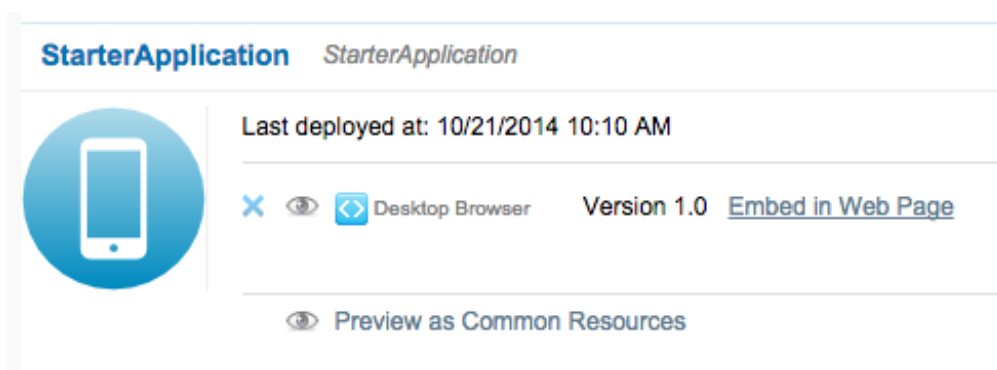 StarterApplication StarterApplication
Last deployed at: 10/21/2014 10:10 AM
Desktop Browser Version 1.0 Embed in Web Page
Preview as Common Resources